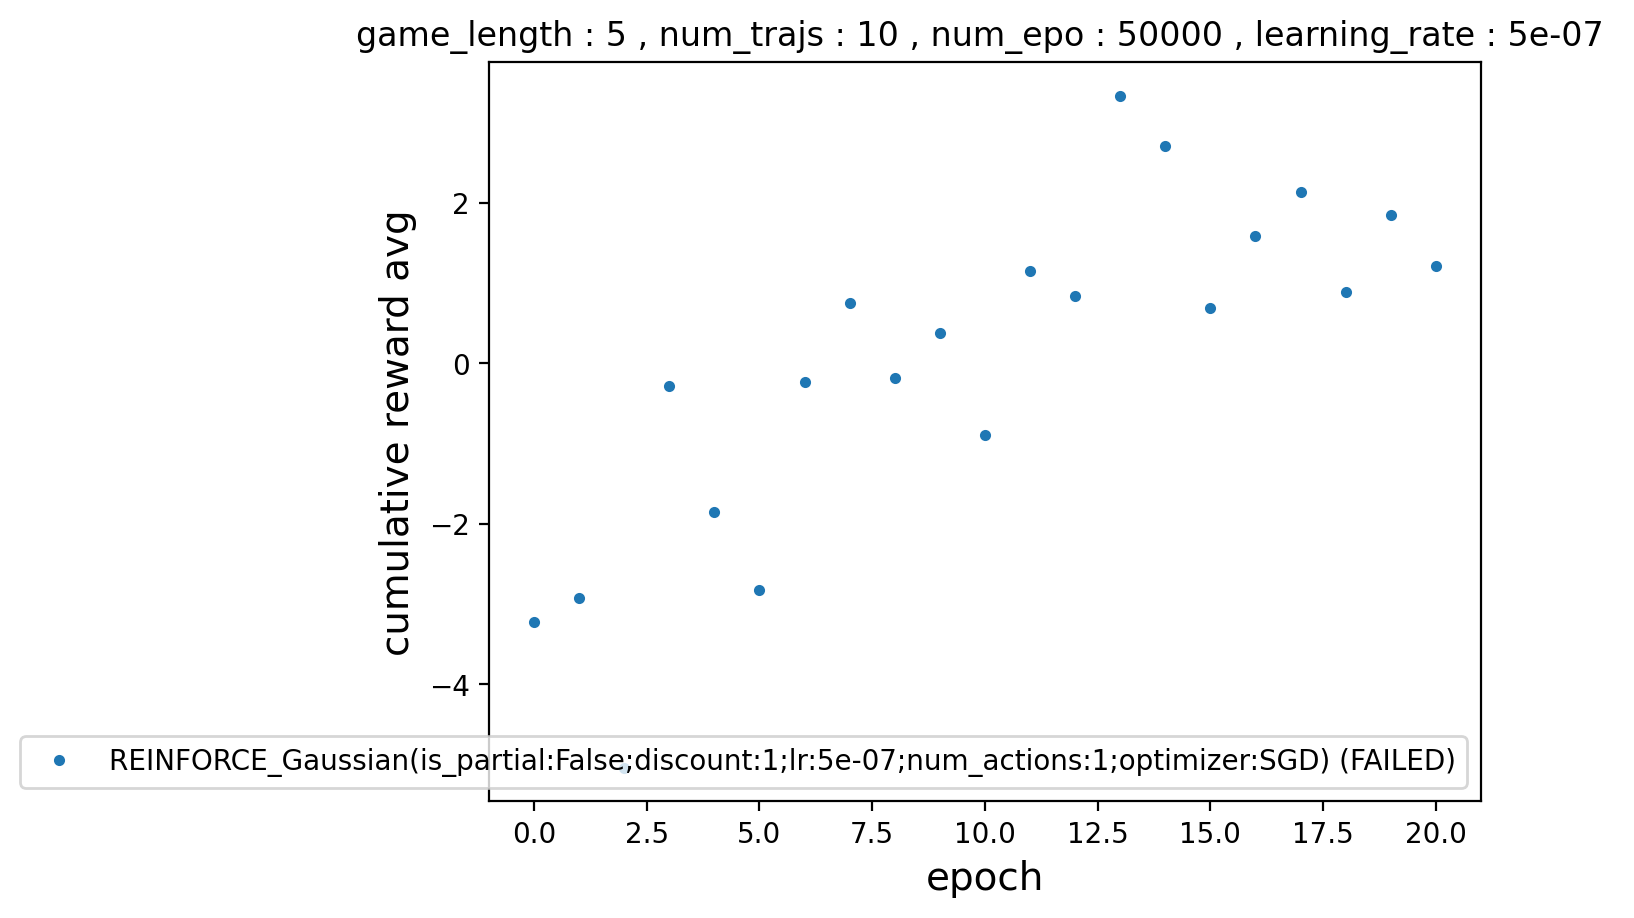 game_length : 5 , num_trajs : 10 , num_epo : 50000 , learning_rate : 5e-07
cumulative reward avg
2
0
−2
−4
REINFORCE_Gaussian(is_partial:False;discount:1;lr:5e-07;num_actions:1;optimizer:SGD) (FAILED)
0.0 2.5 5.0 7.5 10.0 12.5 15.0 17.5 20.0
epoch